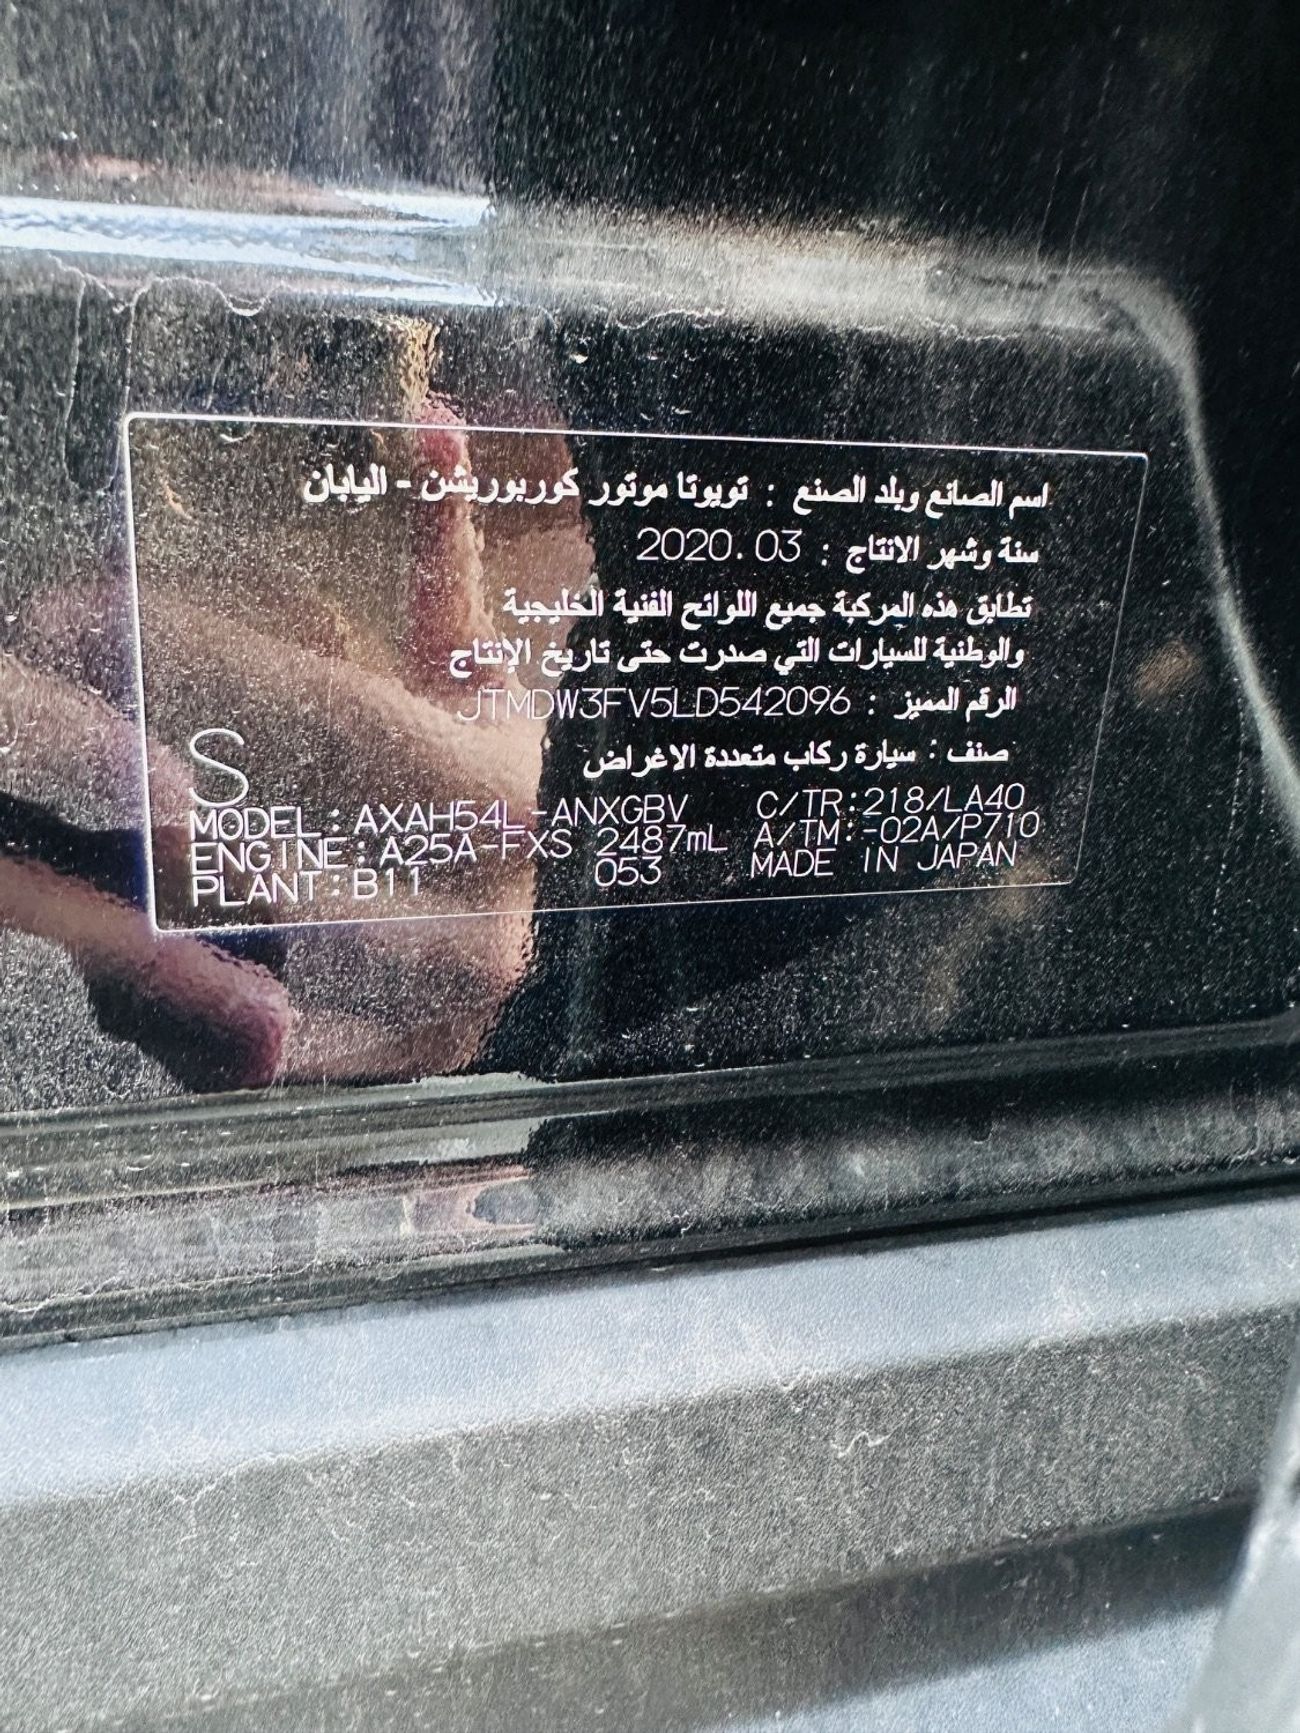 اسم الصانع وبلد الصنع : تويوتا موتور كوربوريشن - اليابان
سنة وشهر الانتاج : 2020.03
تطابق هذه المركبة جميع اللوائح الفنية الخليجية
والوطنية للسيارات التي صدرت حتى تاريخ الإنتاج
الرقم المميز : JTMDW3FV5LD542096
صنف : سيارة ركاب متعددة الاغراض
S
MODEL:AXAH54L-ANXGBV C/TR:218/LA40
ENGINE:A25A-FXS 2487mL A/TM:-02A/P710
PLANT:B11 053 MADE IN JAPAN